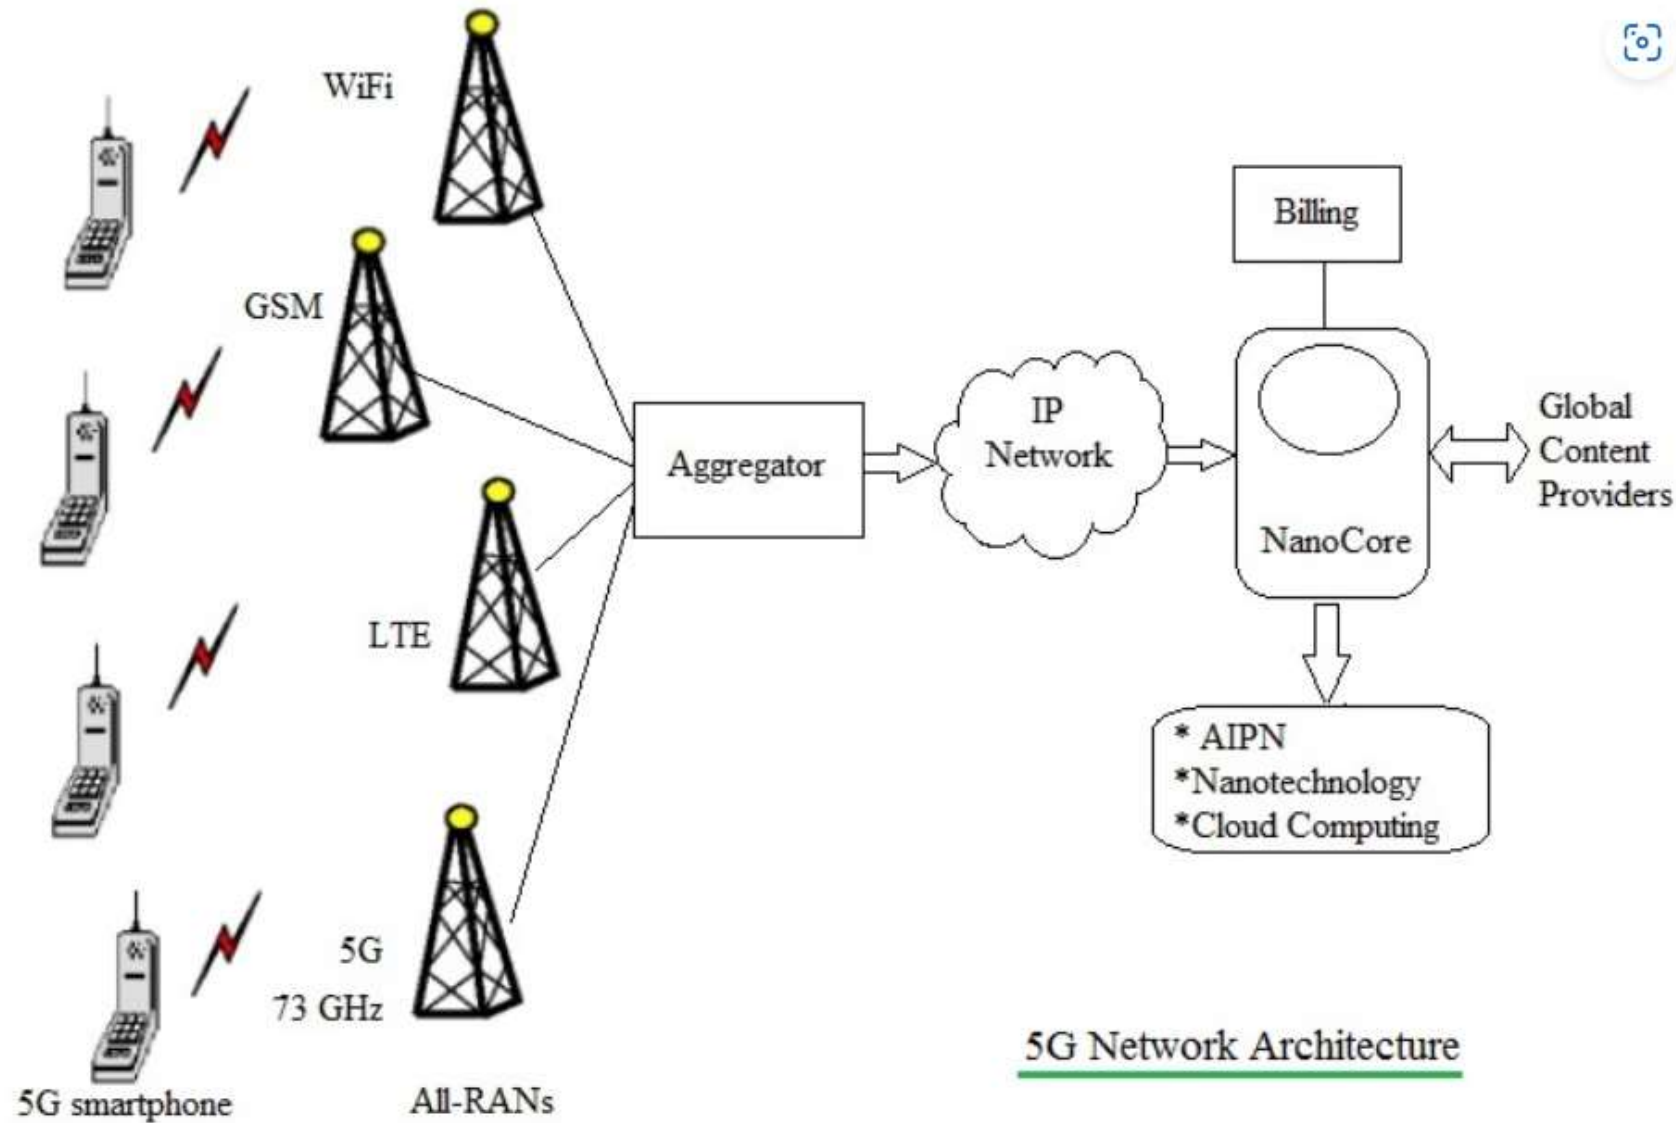 WiFi
GSM
LTE
5G
73 GHz
5G smartphone
All-RANs
Aggregator
IP
Network
Billing
NanoCore
Global
Content
Providers
* AIPN
*Nanotechnology
*Cloud Computing
5G Network Architecture